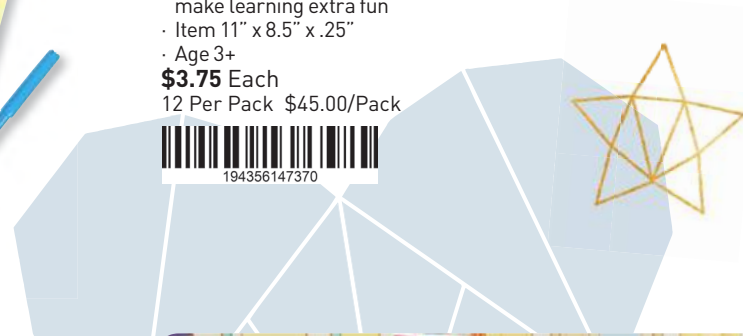 make learning extra fun
· Item 11” x 8.5” x .25”
· Age 3+
$3.75 Each
12 Per Pack $45.00/Pack
194356147370